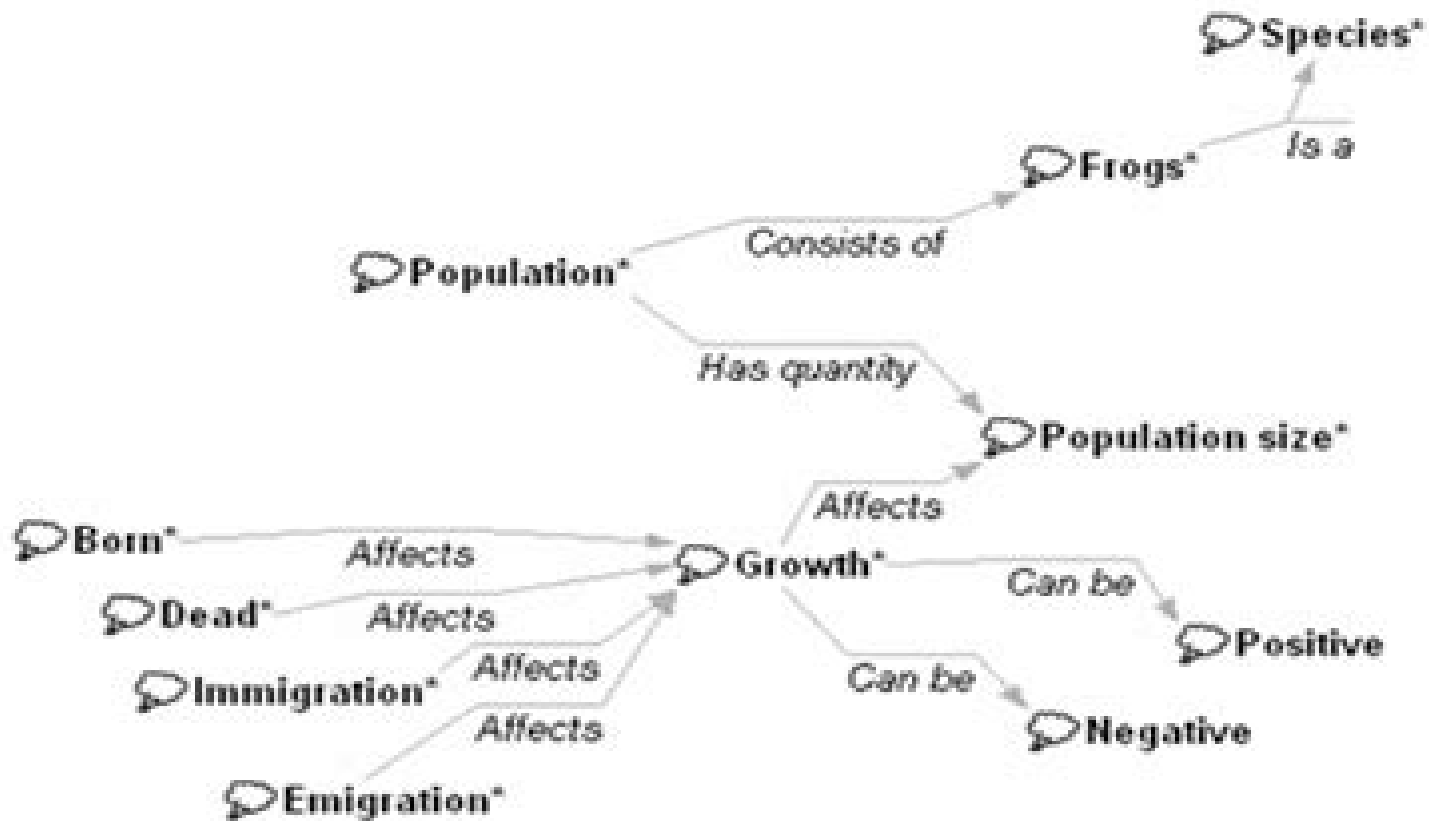 Species*
Is a
Frogs*
Consists of
Population*
Has quantity
Population size*
Affects
Born*
Affects
Growth*
Can be
Dead*
Affects
Positive
Immigration*
Affects
Can be
Negative
Affects
Emigration*